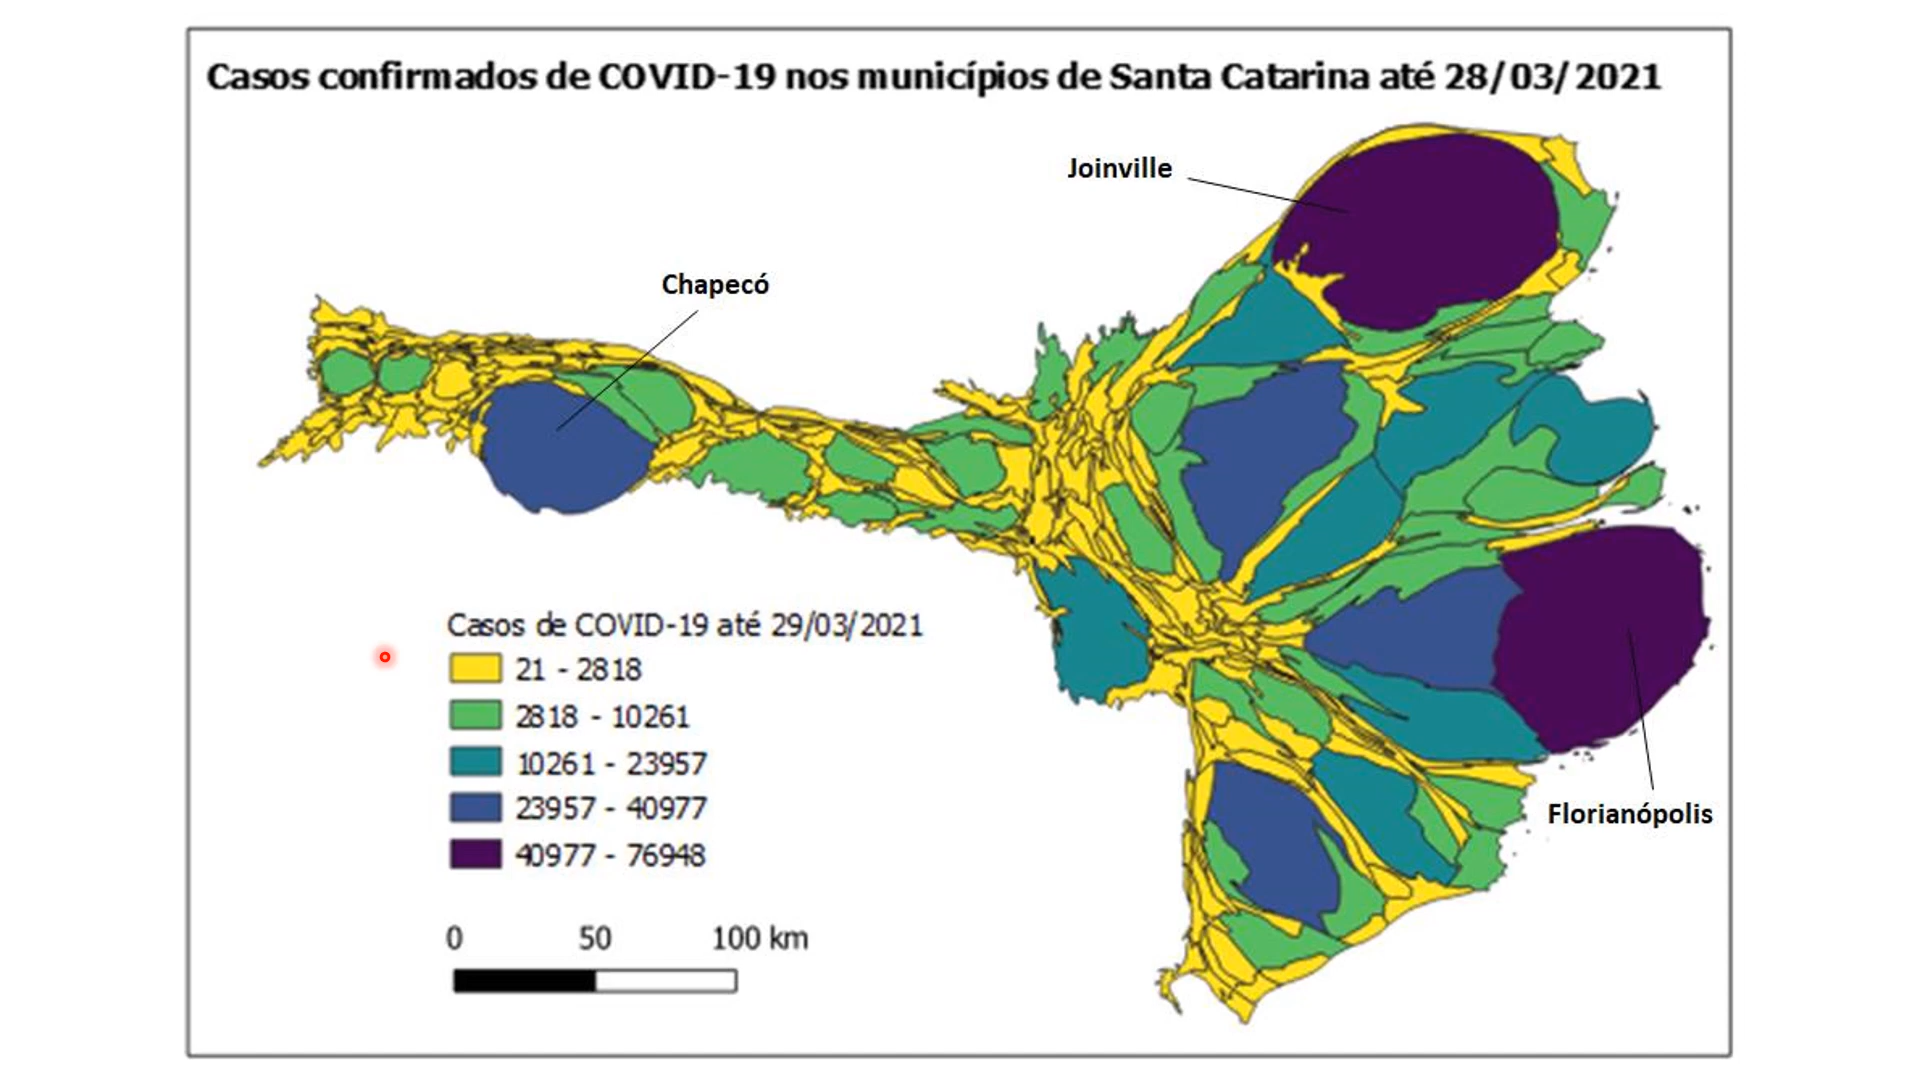 Casos confirmados de COVID-19 nos municípios de Santa Catarina até 28/03/2021
Joinville
Chapecó
Casos de COVID-19 até 29/03/2021
21 - 2818
2818 - 10261
10261 - 23957
23957 - 40977
40977 - 76948
Florianópolis
0 50 100 km